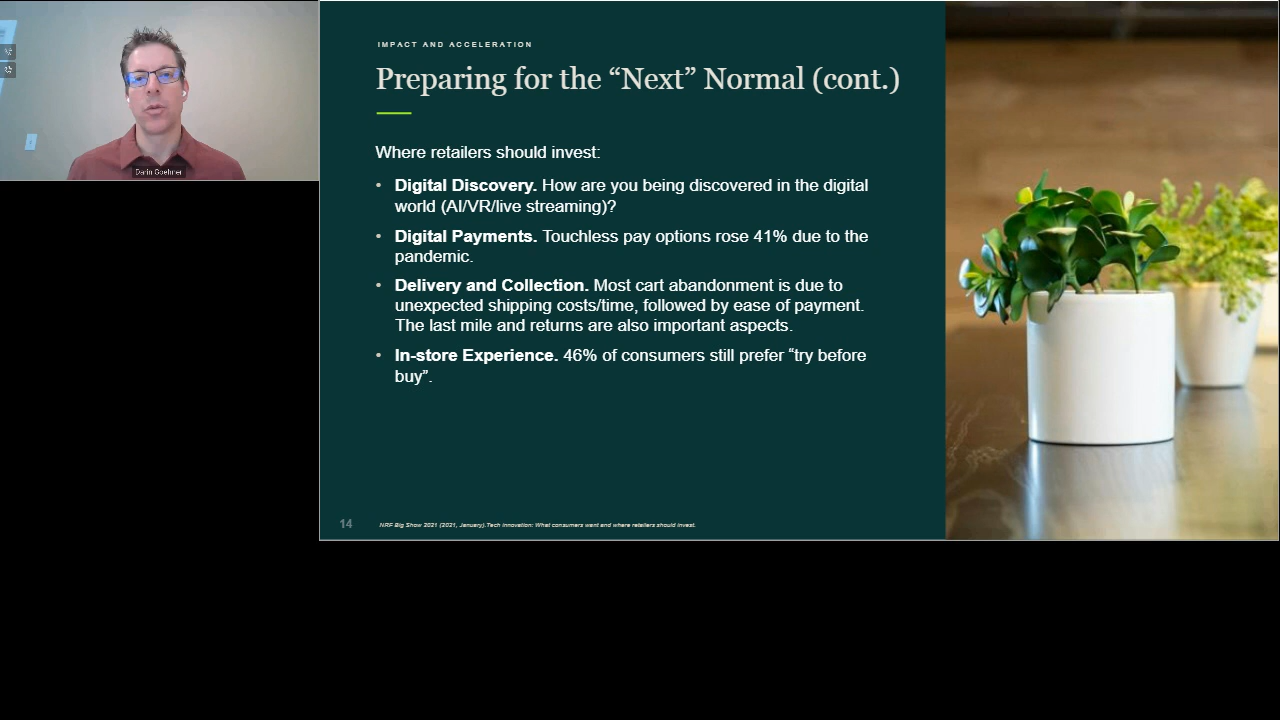 Darin Goehner
IMPACT AND ACCELERATION
Preparing for the “Next” Normal (cont.)
Where retailers should invest:
• Digital Discovery. How are you being discovered in the digital
world (AI/VR/live streaming)?
• Digital Payments. Touchless pay options rose 41% due to the
pandemic.
• Delivery and Collection. Most cart abandonment is due to
unexpected shipping costs/time, followed by ease of payment.
The last mile and returns are also important aspects.
• In-store Experience. 46% of consumers still prefer “try before
buy”.
14
NRF Big Show 2021 (2021, January).Tech innovation: What consumers want and where retailers should invest.